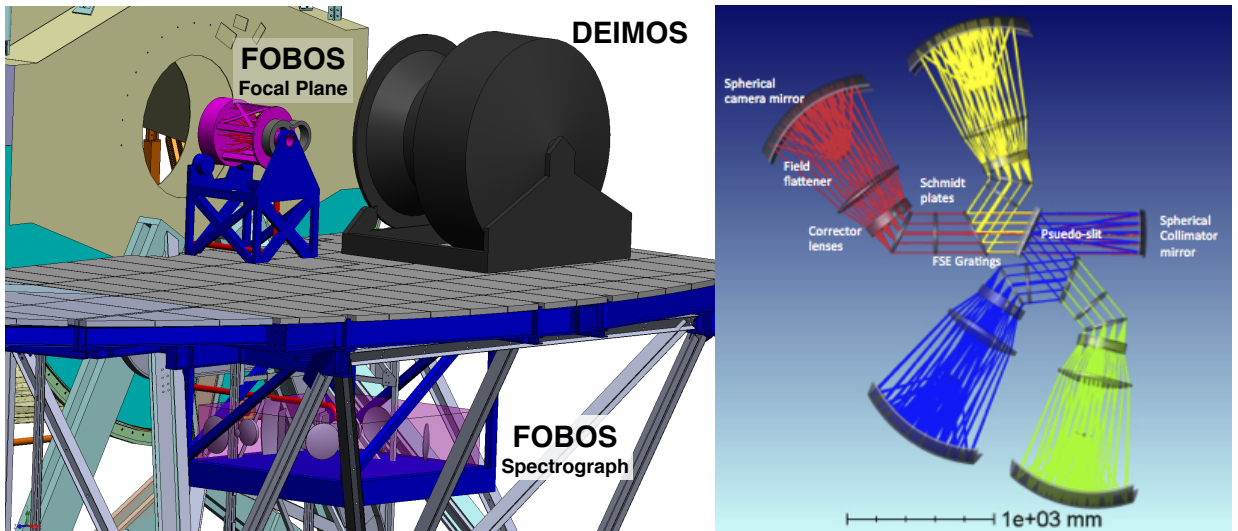 FOBOS
Focal Plane
DEIMOS
FOBOS
Spectrograph
Spherical
camera mirror
Field
flattener
Schmidt
plates
Corrector
lenses
FSE Gratings
Psuedo-slit
Spherical
Collimator
mirror
1e+03 mm